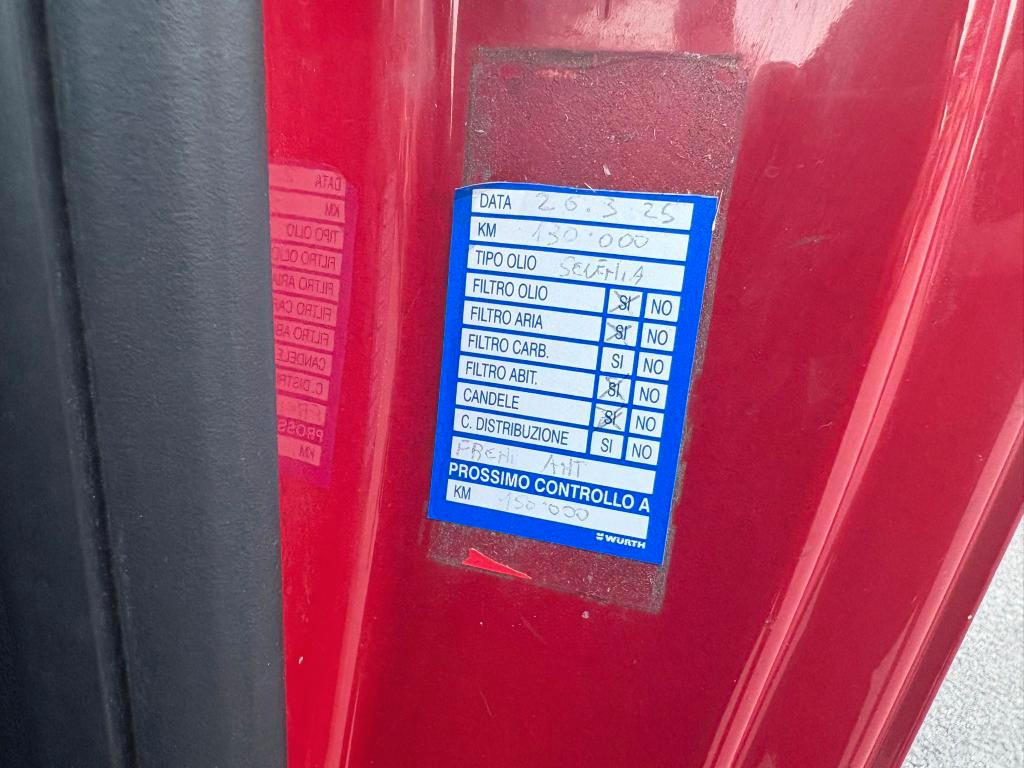 DATA 26.3.25
KM 130.000
TIPO OLIO SELENIA
FILTRO OLIO SI NO
FILTRO ARIA SI NO
FILTRO CARB. SI NO
FILTRO ABIT. SI NO
CANDELE SI NO
C. DISTRIBUZIONE SI NO
FRENI ANT
PROSSIMO CONTROLLO A
KM 150.000
WÜRTH